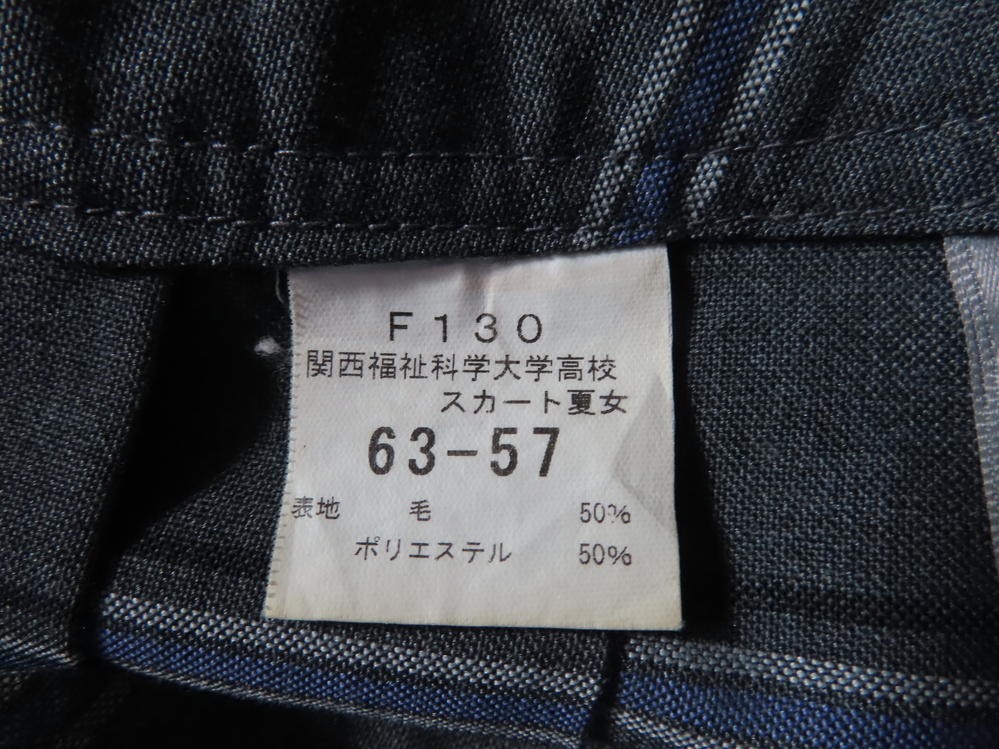 F130
関西福祉科学大学高校
スカート夏女
63-57
表地 毛 50%
ポリエステル 50%